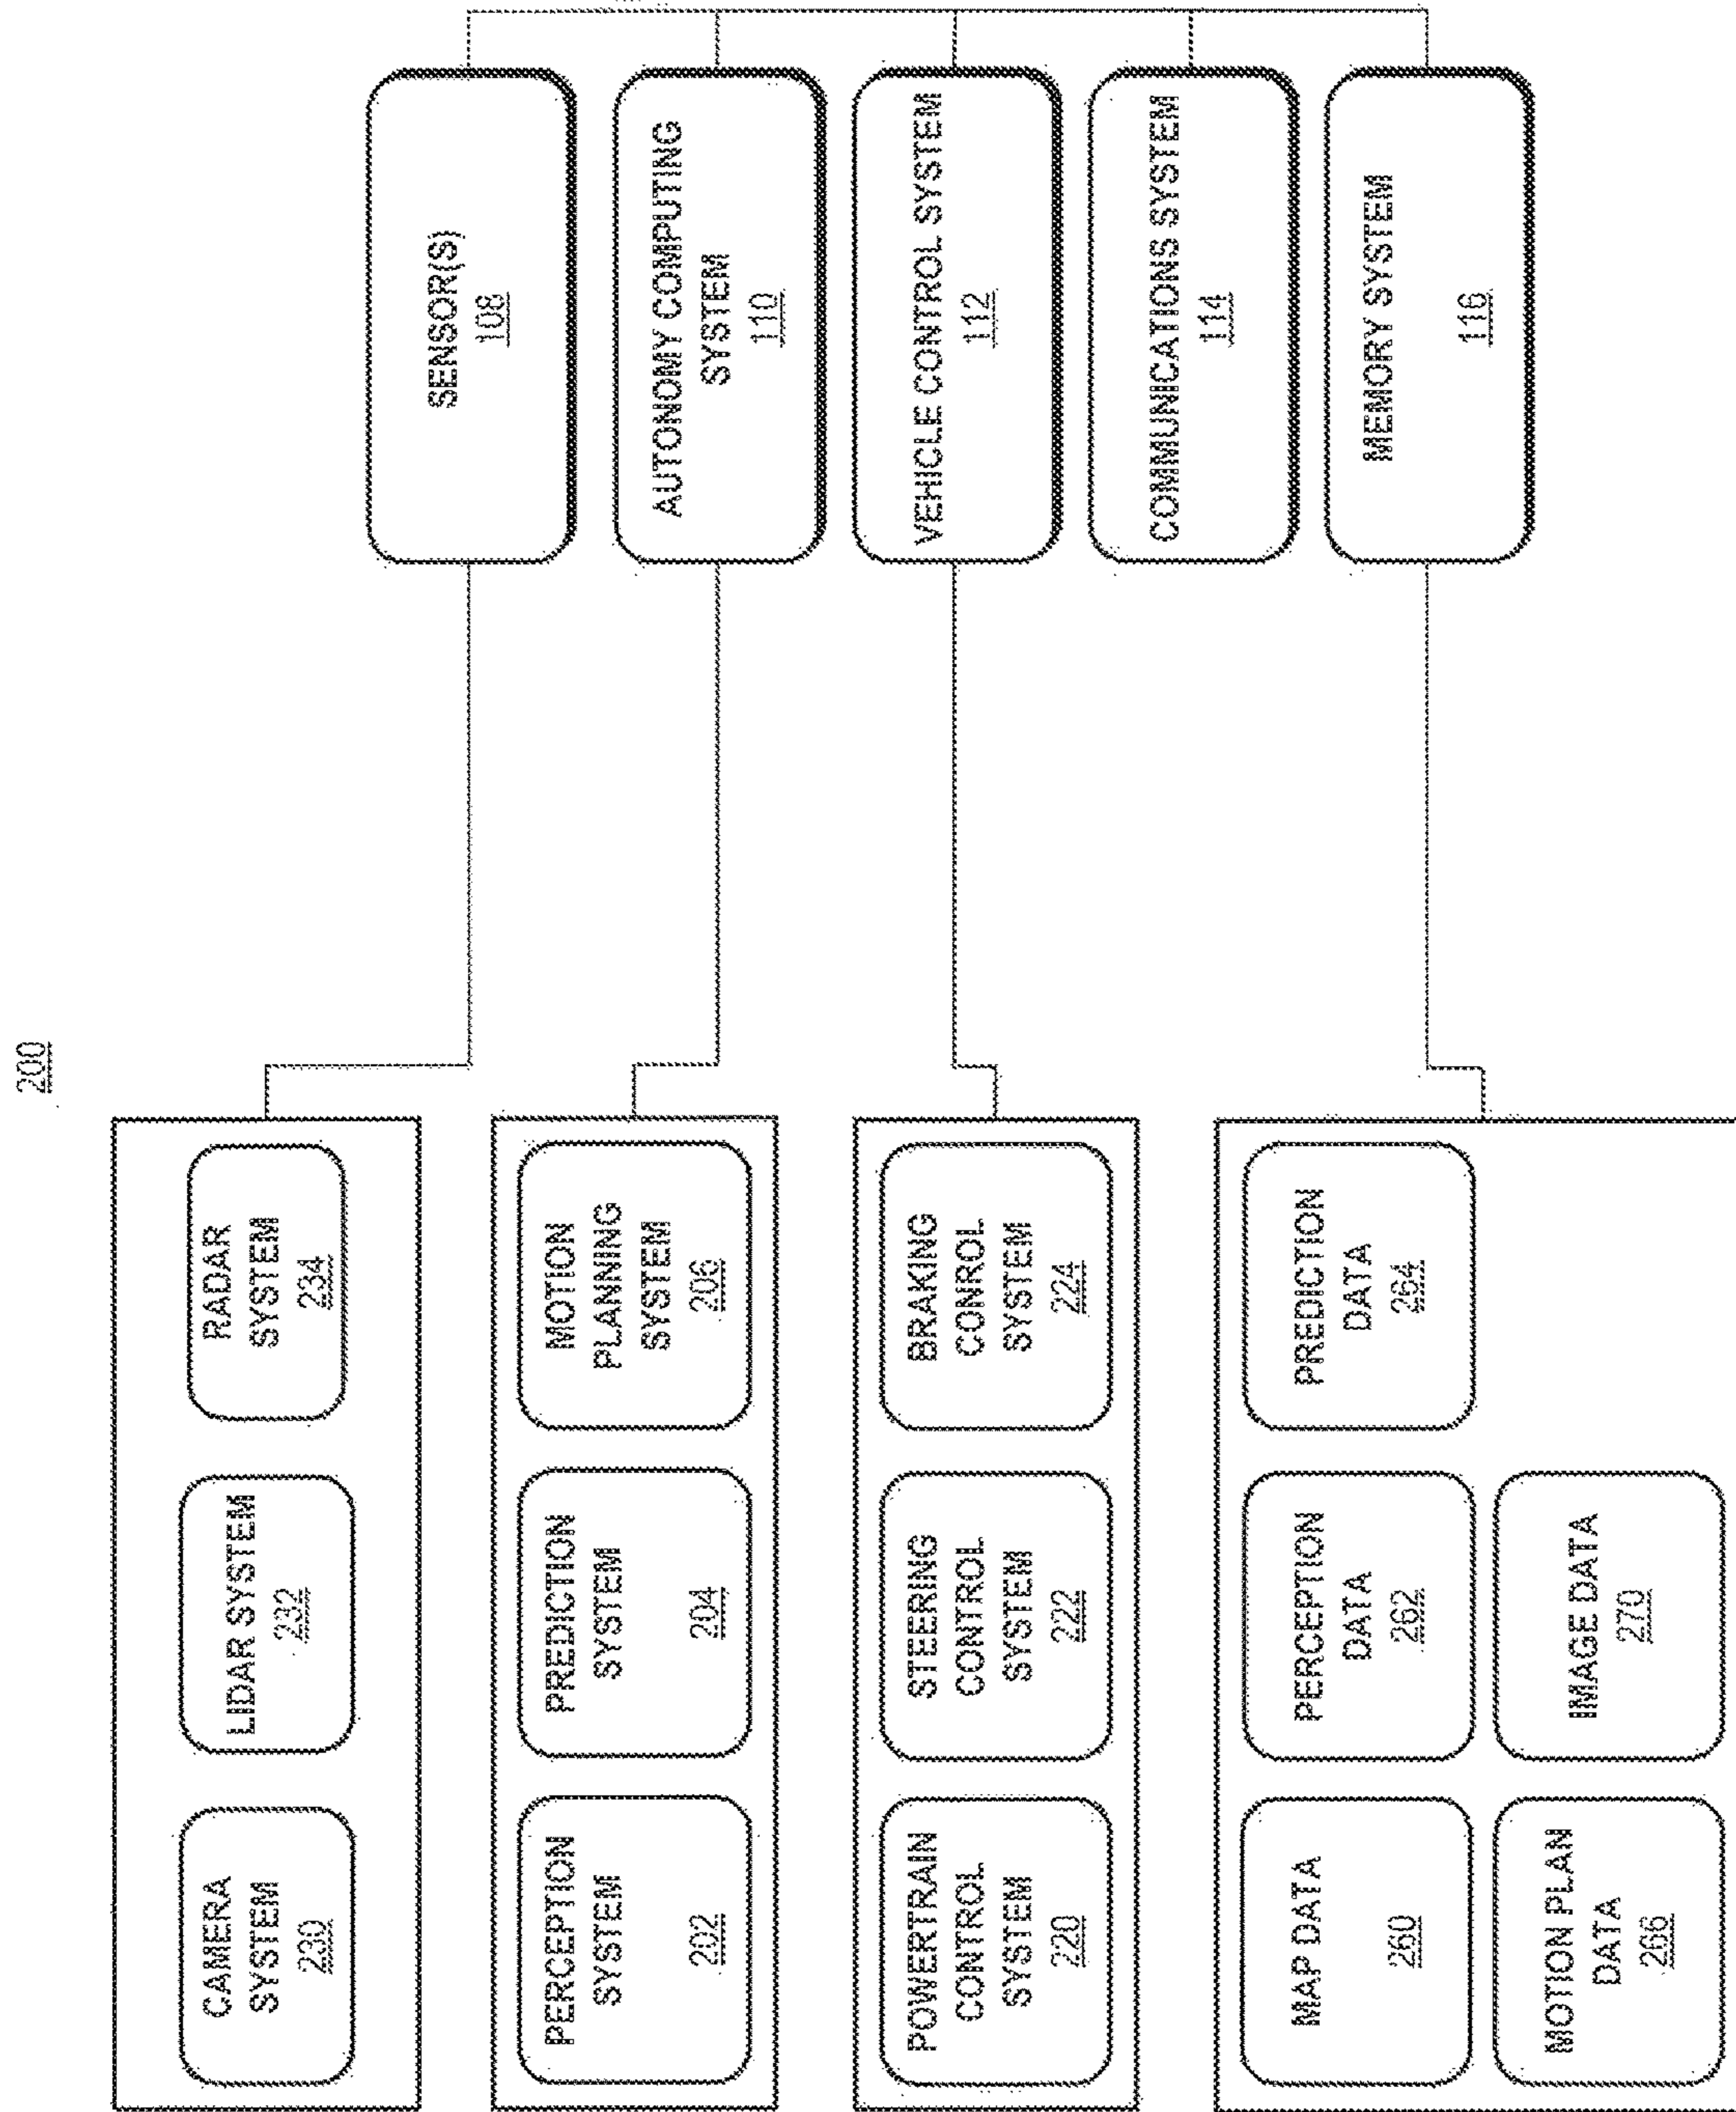 200
CAMERA
SYSTEM
230
LIDAR SYSTEM
232
RADAR
SYSTEM
234
SENSOR(S)
108
PERCEPTION
SYSTEM
202
PREDICTION
SYSTEM
204
MOTION
PLANNING
SYSTEM
206
AUTONOMY COMPUTING
SYSTEM
110
POWERTRAIN
CONTROL
SYSTEM
220
STEERING
CONTROL
SYSTEM
222
BRAKING
CONROL
SYSTEM
224
VEHICLE CONTROL SYSTEM
112
COMMUNICATIONS SYSTEM
114
MAP DATA
260
PERCEPTION
DATA
262
PREDICTION
DATA
264
MOTION PLAN
DATA
266
IMAGE DATA
270
MEMORY SYSTEM
116